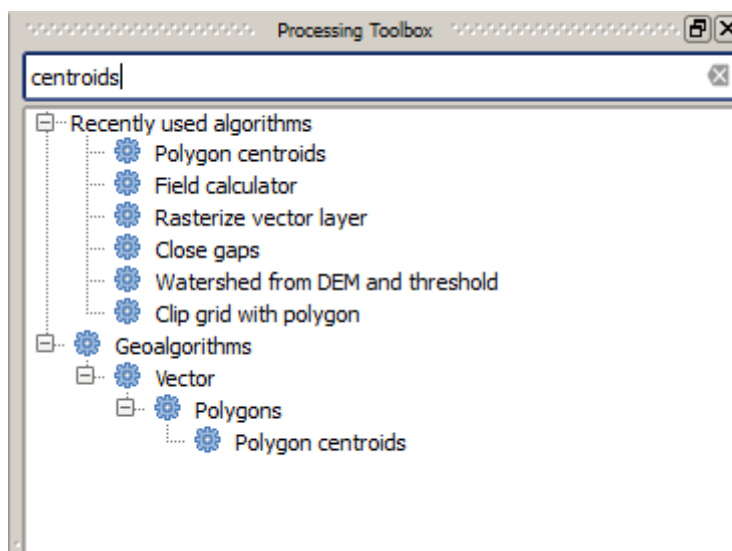 Processing Toolbox
centroids
Recently used algorithms
Polygon centroids
Field calculator
Rasterize vector layer
Close gaps
Watershed from DEM and threshold
Clip grid with polygon
Geoalgorithms
Vector
Polygons
Polygon centroids